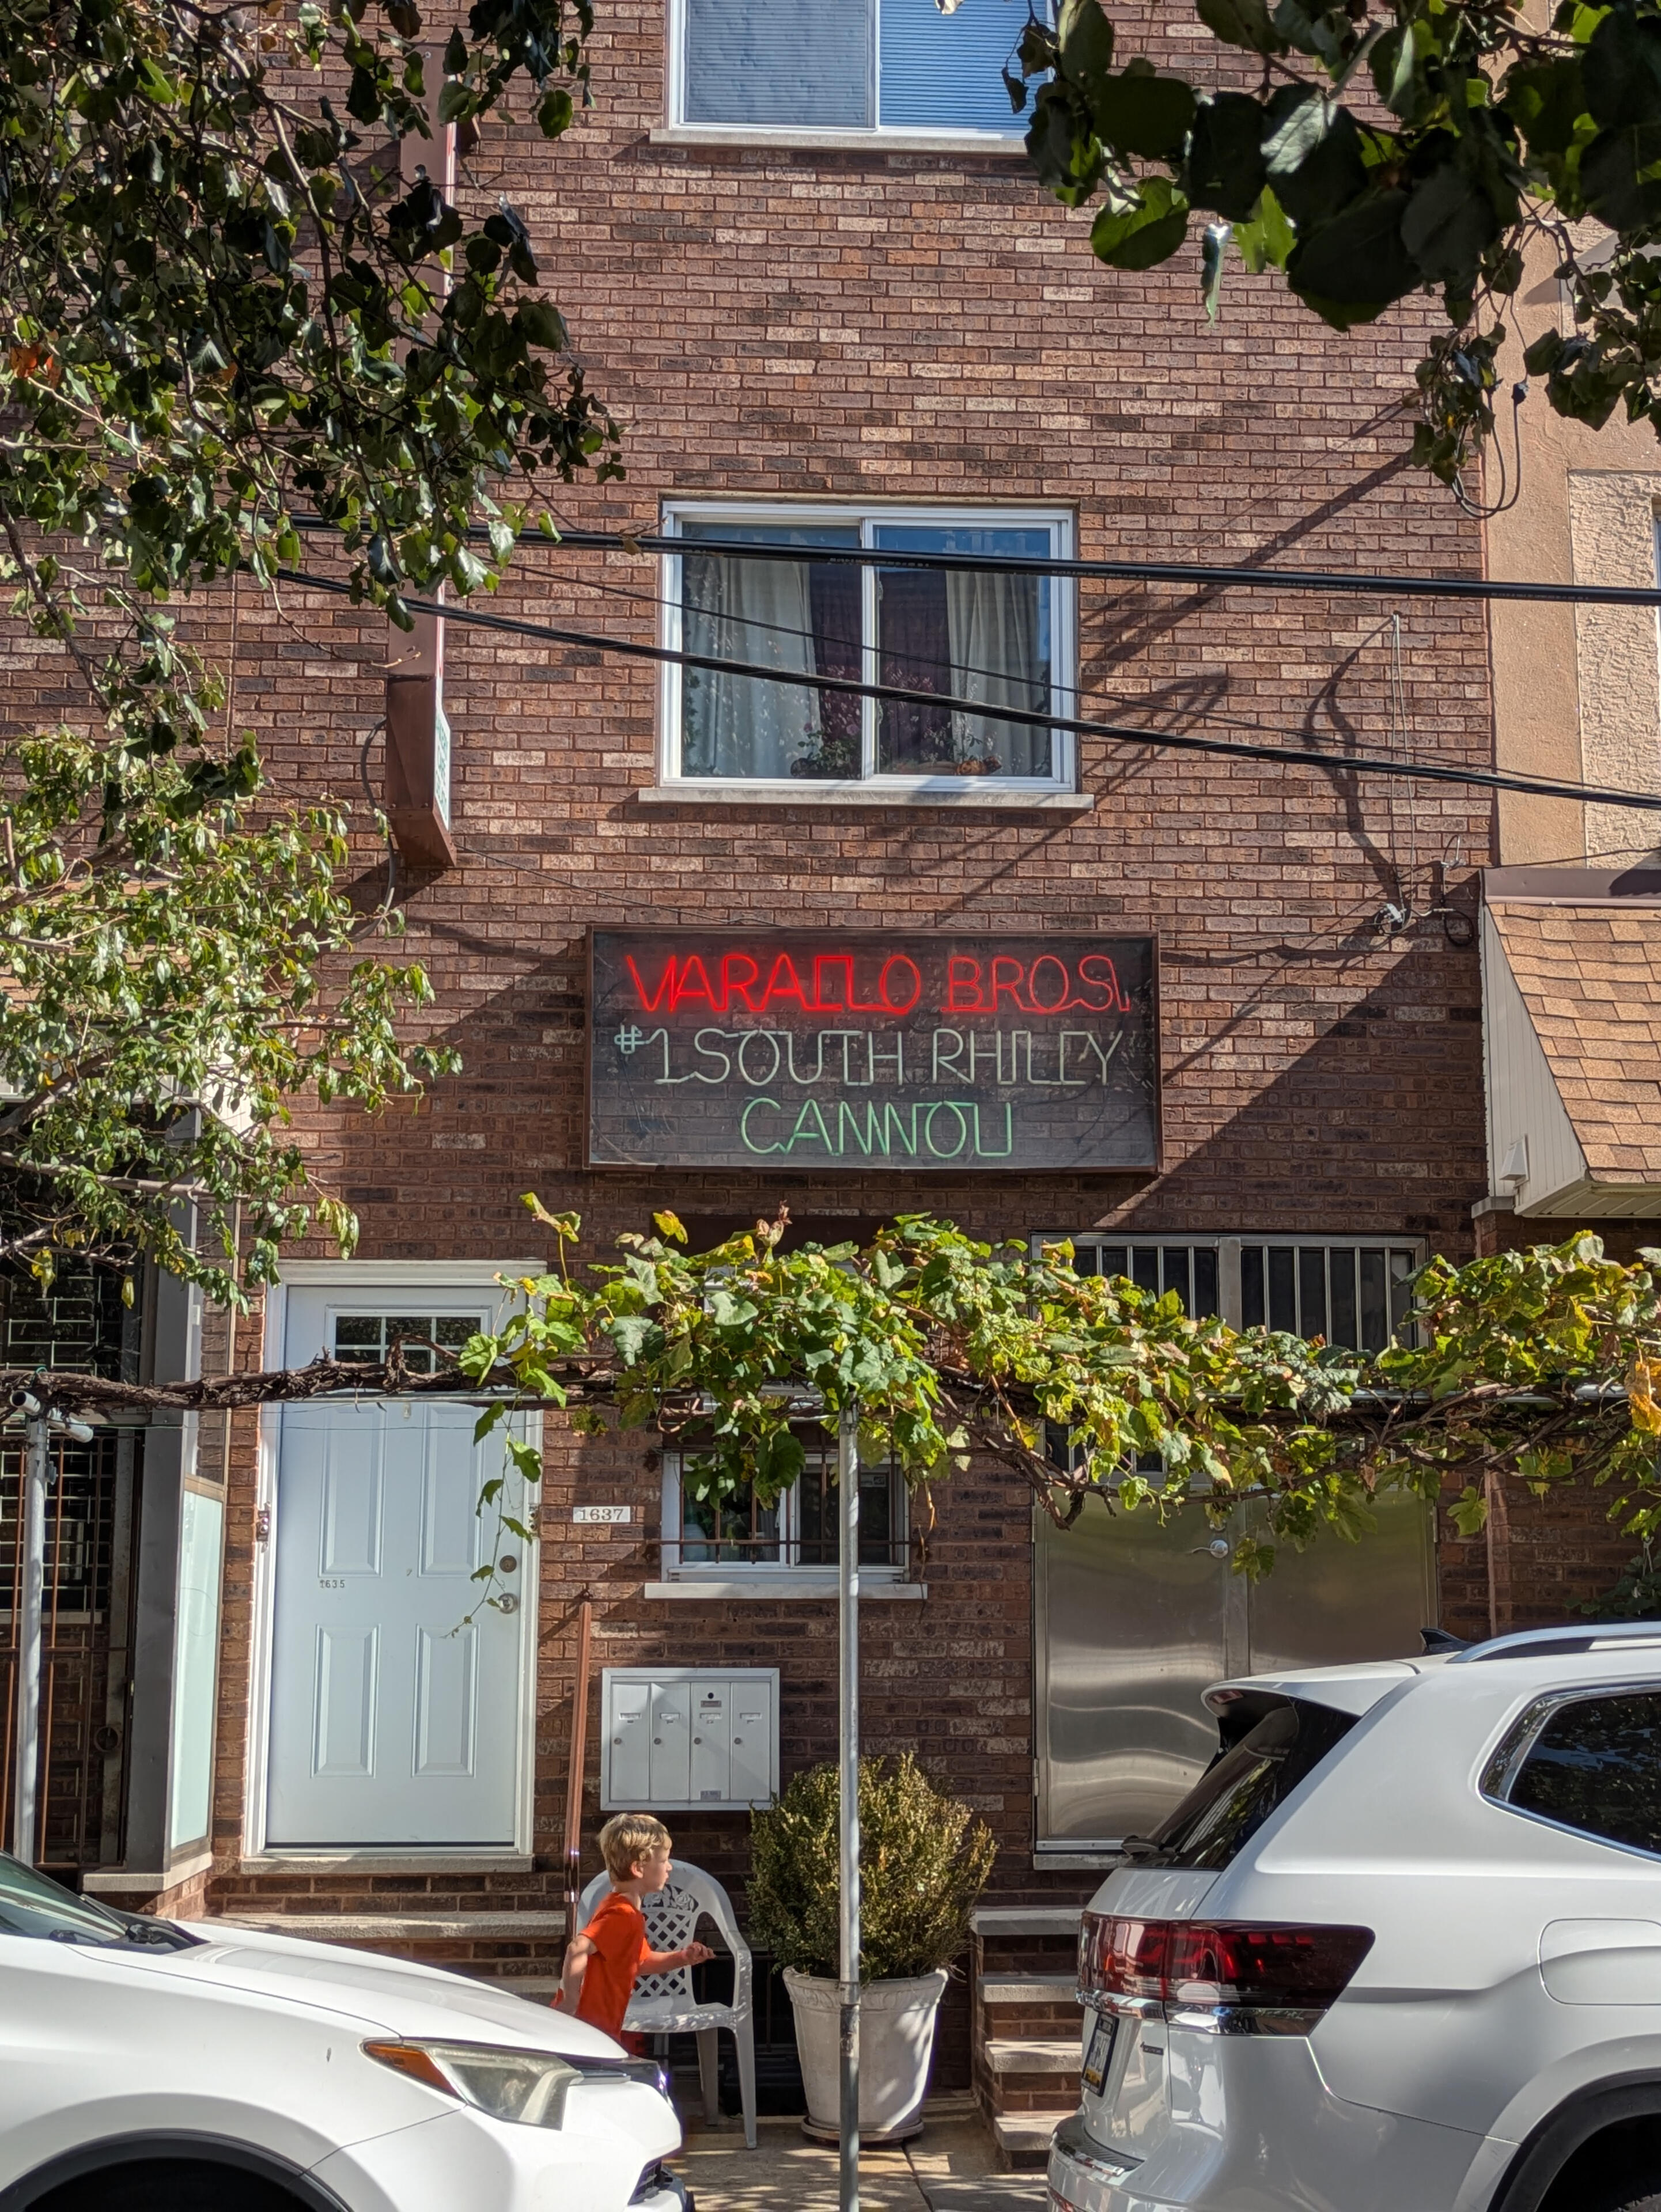 VARALLO BROS.
#1 SOUTH PHILLY
CANNOLI
1637
1635